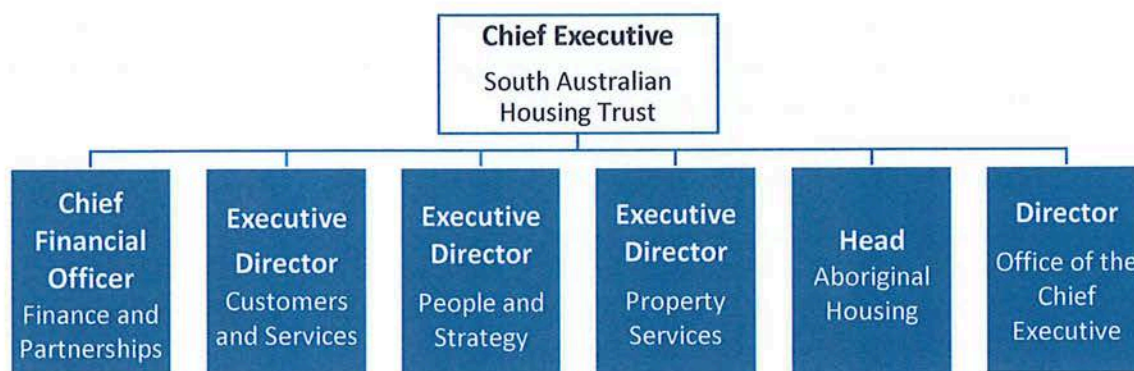 Chief Executive
South Australian
Housing Trust
Chief
Financial
Officer
Finance and
Partnerships
Executive
Director
Customers
and Services
Executive
Director
People and
Strategy
Executive
Director
Property
Services
Head
Aboriginal
Housing
Director
Office of the
Chief
Executive